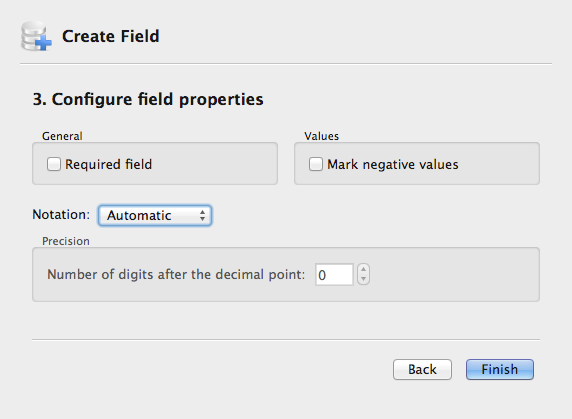 Create Field
3. Configure field properties
General
Values
Required field
Mark negative values
Notation: Automatic
Precision
Number of digits after the decimal point: 0
Back
Finish